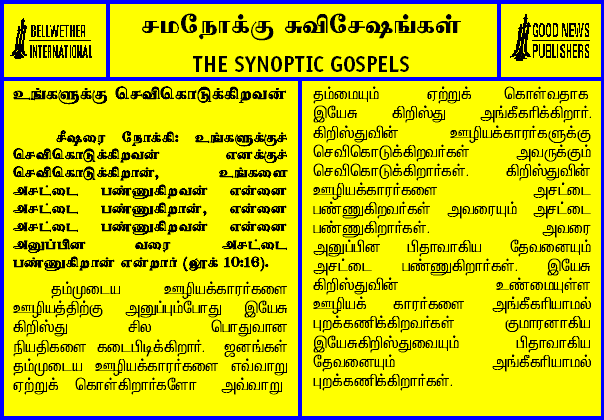 BELLWETHER
INTERNATIONAL
சமநோக்கு சுவிசேஷங்கள்
THE SYNOPTIC GOSPELS
GOOD NEWS
PUBLISHERS
உங்களுக்கு செவிகொடுக்கிறவன்
சீஷரை நோக்கி: உங்களுக்குச்
செவிகொடுக்கிறவன் எனக்குச்
செவிகொடுக்கிறான், உங்களை
அசட்டை பண்ணுகிறவன் என்னை
அசட்டை பண்ணுகிறான், என்னை
அசட்டை பண்ணுகிறவன் என்னை
அனுப்பின வரை அசட்டை
பண்ணுகிறான் என்றார் (லூக் 10:16).
தம்முடைய ஊழியக்காரர்களை
ஊழியத்திற்கு அனுப்பும்போது இயேசு
கிறிஸ்து சில பொதுவான
நியதிகளை கடைபிடிக்கிறார். ஜனங்கள்
தம்முடைய ஊழியக்காரர்களை எவ்வாறு
ஏற்றுக் கொள்கிறார்களோ அவ்வாறு
தம்மையும் ஏற்றுக் கொள்வதாக
இயேசு கிறிஸ்து அங்கீகரிக்கிறார்.
கிறிஸ்துவின் ஊழியக்காரர்களுக்கு
செவிகொடுக்கிறவர்கள் அவருக்கும்
செவிகொடுக்கிறார்கள். கிறிஸ்துவின்
ஊழியக்காரர்களை அசட்டை
பண்ணுகிறவர்கள் அவரையும் அசட்டை
பண்ணுகிறார்கள். அவரை
அனுப்பின பிதாவாகிய தேவனையும்
அசட்டை பண்ணுகிறார்கள். இயேசு
கிறிஸ்துவின் உண்மையுள்ள
ஊழியக் காரர்களை அங்கீகரியாமல்
புறக்கணிக்கிறவர்கள் குமாரனாகிய
இயேசுகிறிஸ்துவையும் பிதாவாகிய
தேவனையும் அங்கீகரியாமல்
புறக்கணிக்கிறார்கள்.